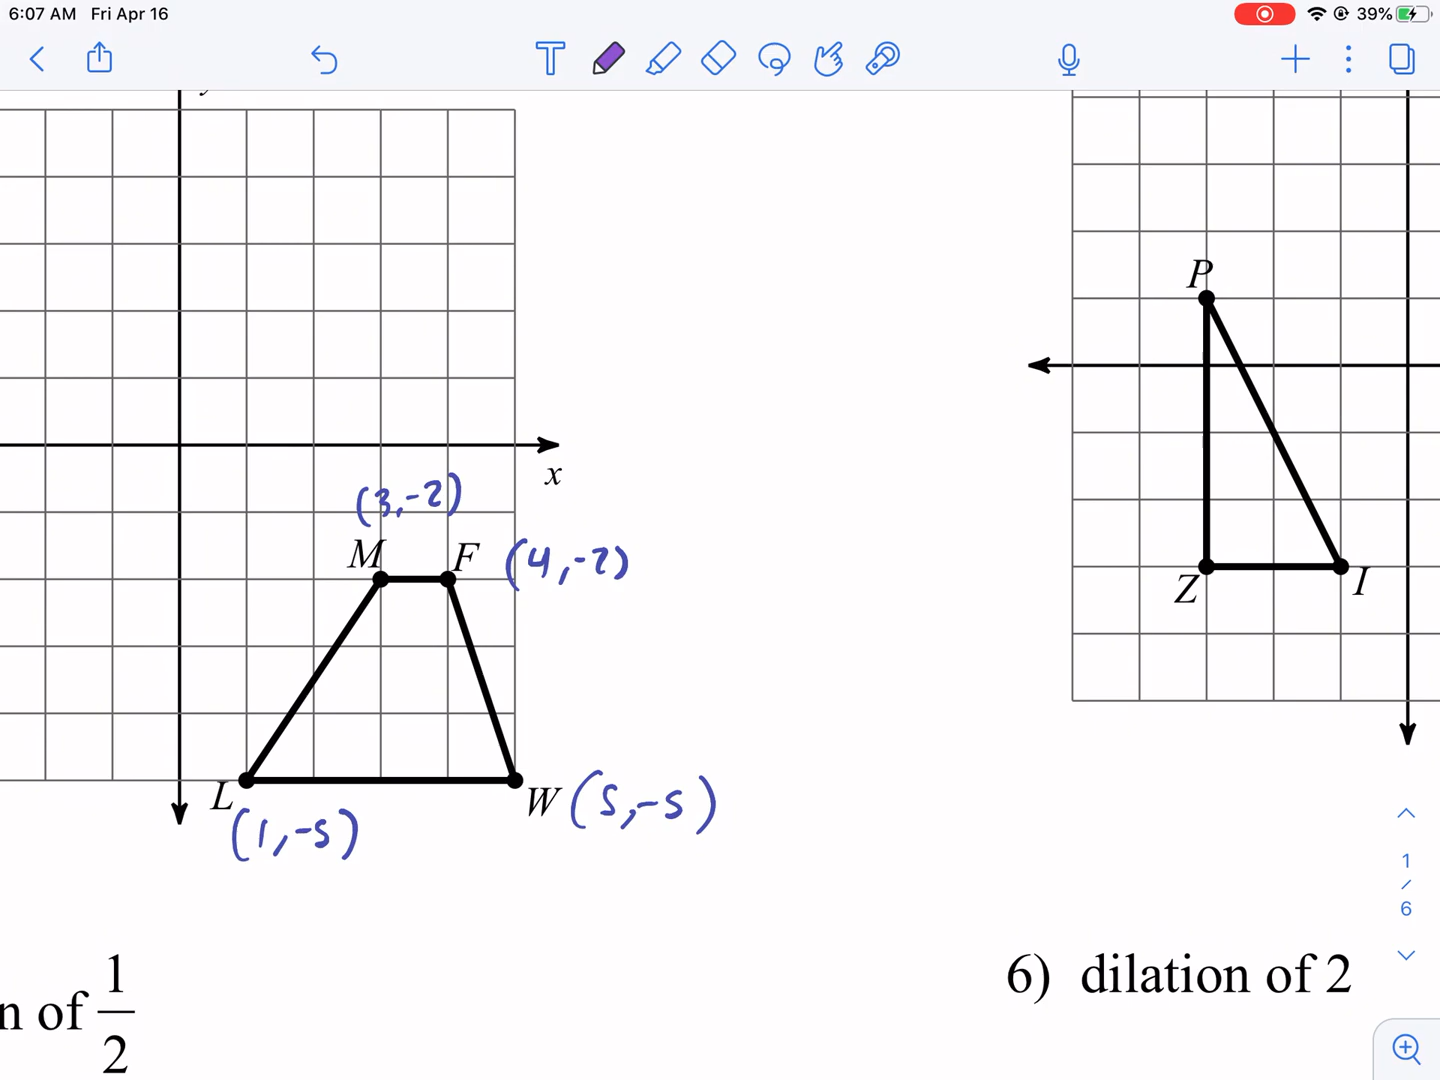 6:07 AM Fri Apr 16
39%
T
y
P
x
(3,-2)
M F (4,-2)
Z I
L W (5,-5)
(1,-5)
1
/
6
n of 1/2
6) dilation of 2